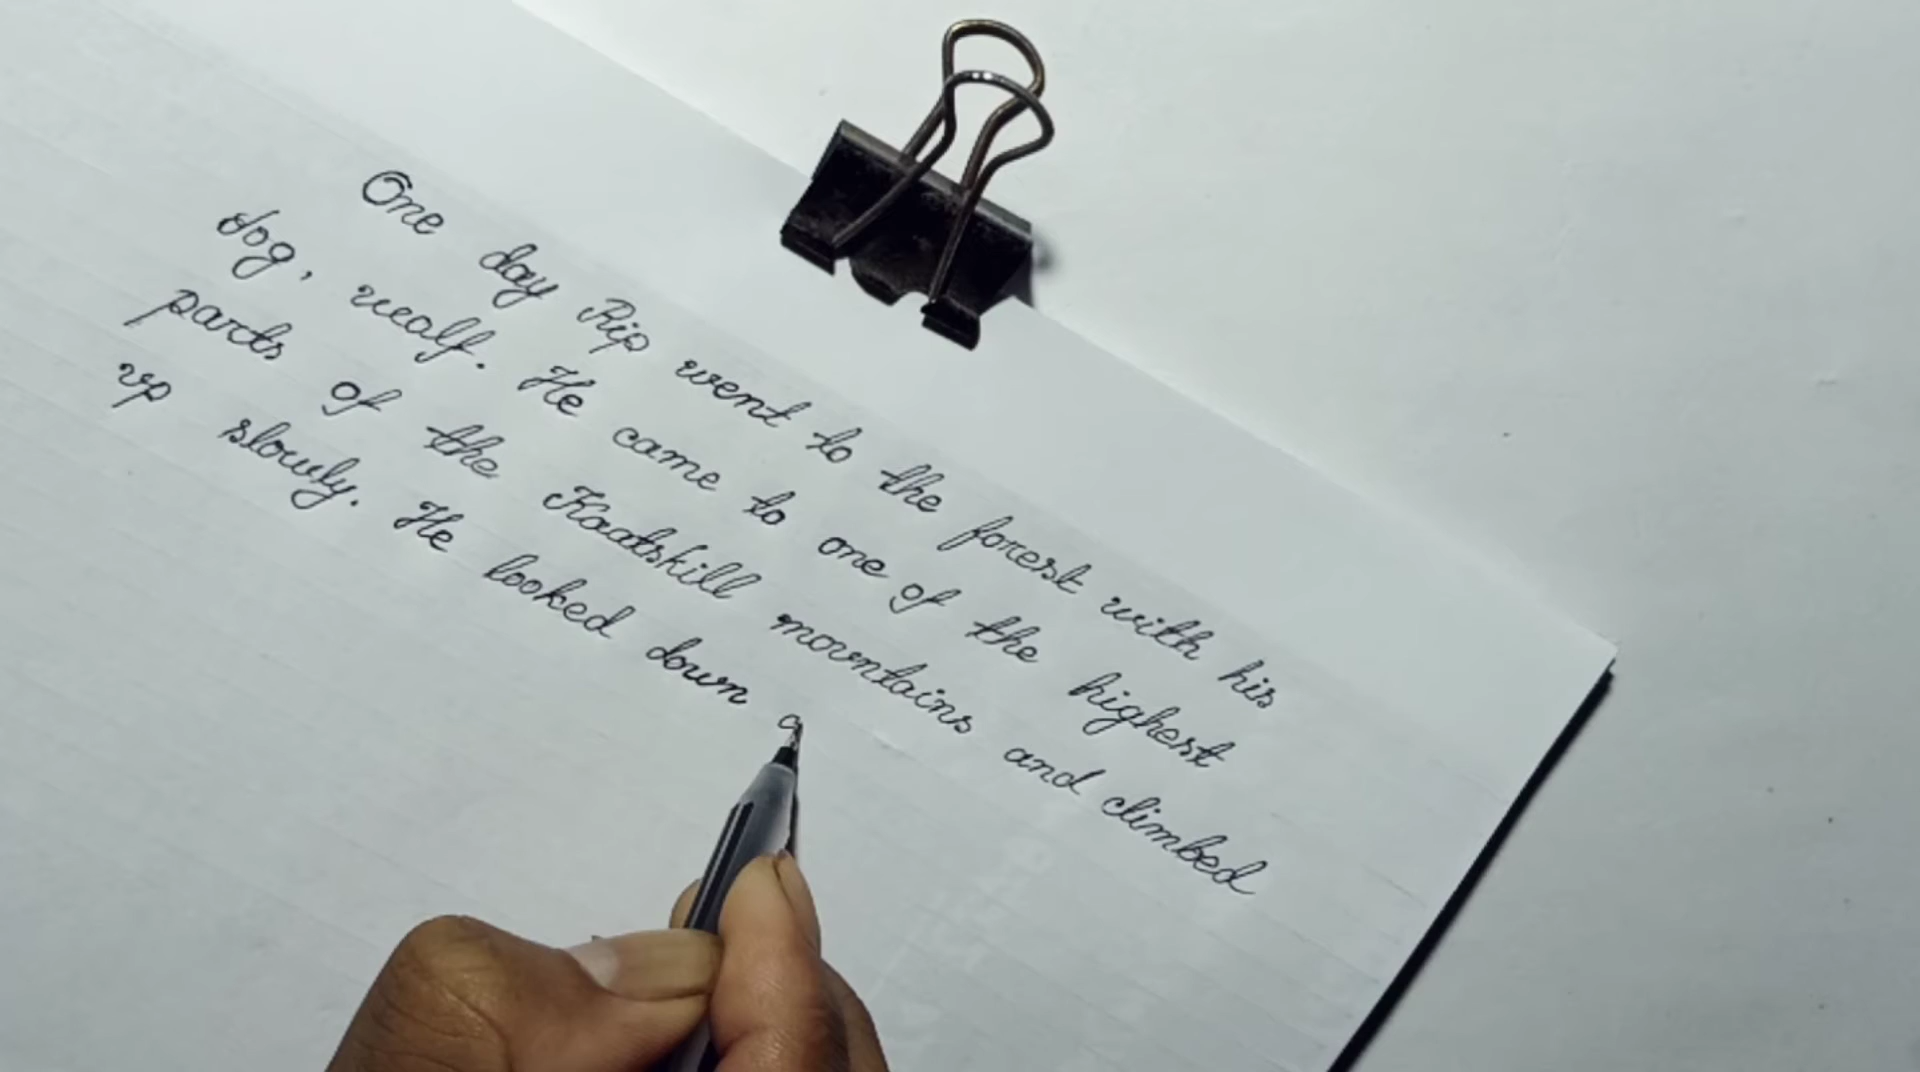 One day Rip went to the forest with his
dog, wealf. He came to one of the highest
parts of the Kaatskill mountains and climbed
up slowly. He looked down a